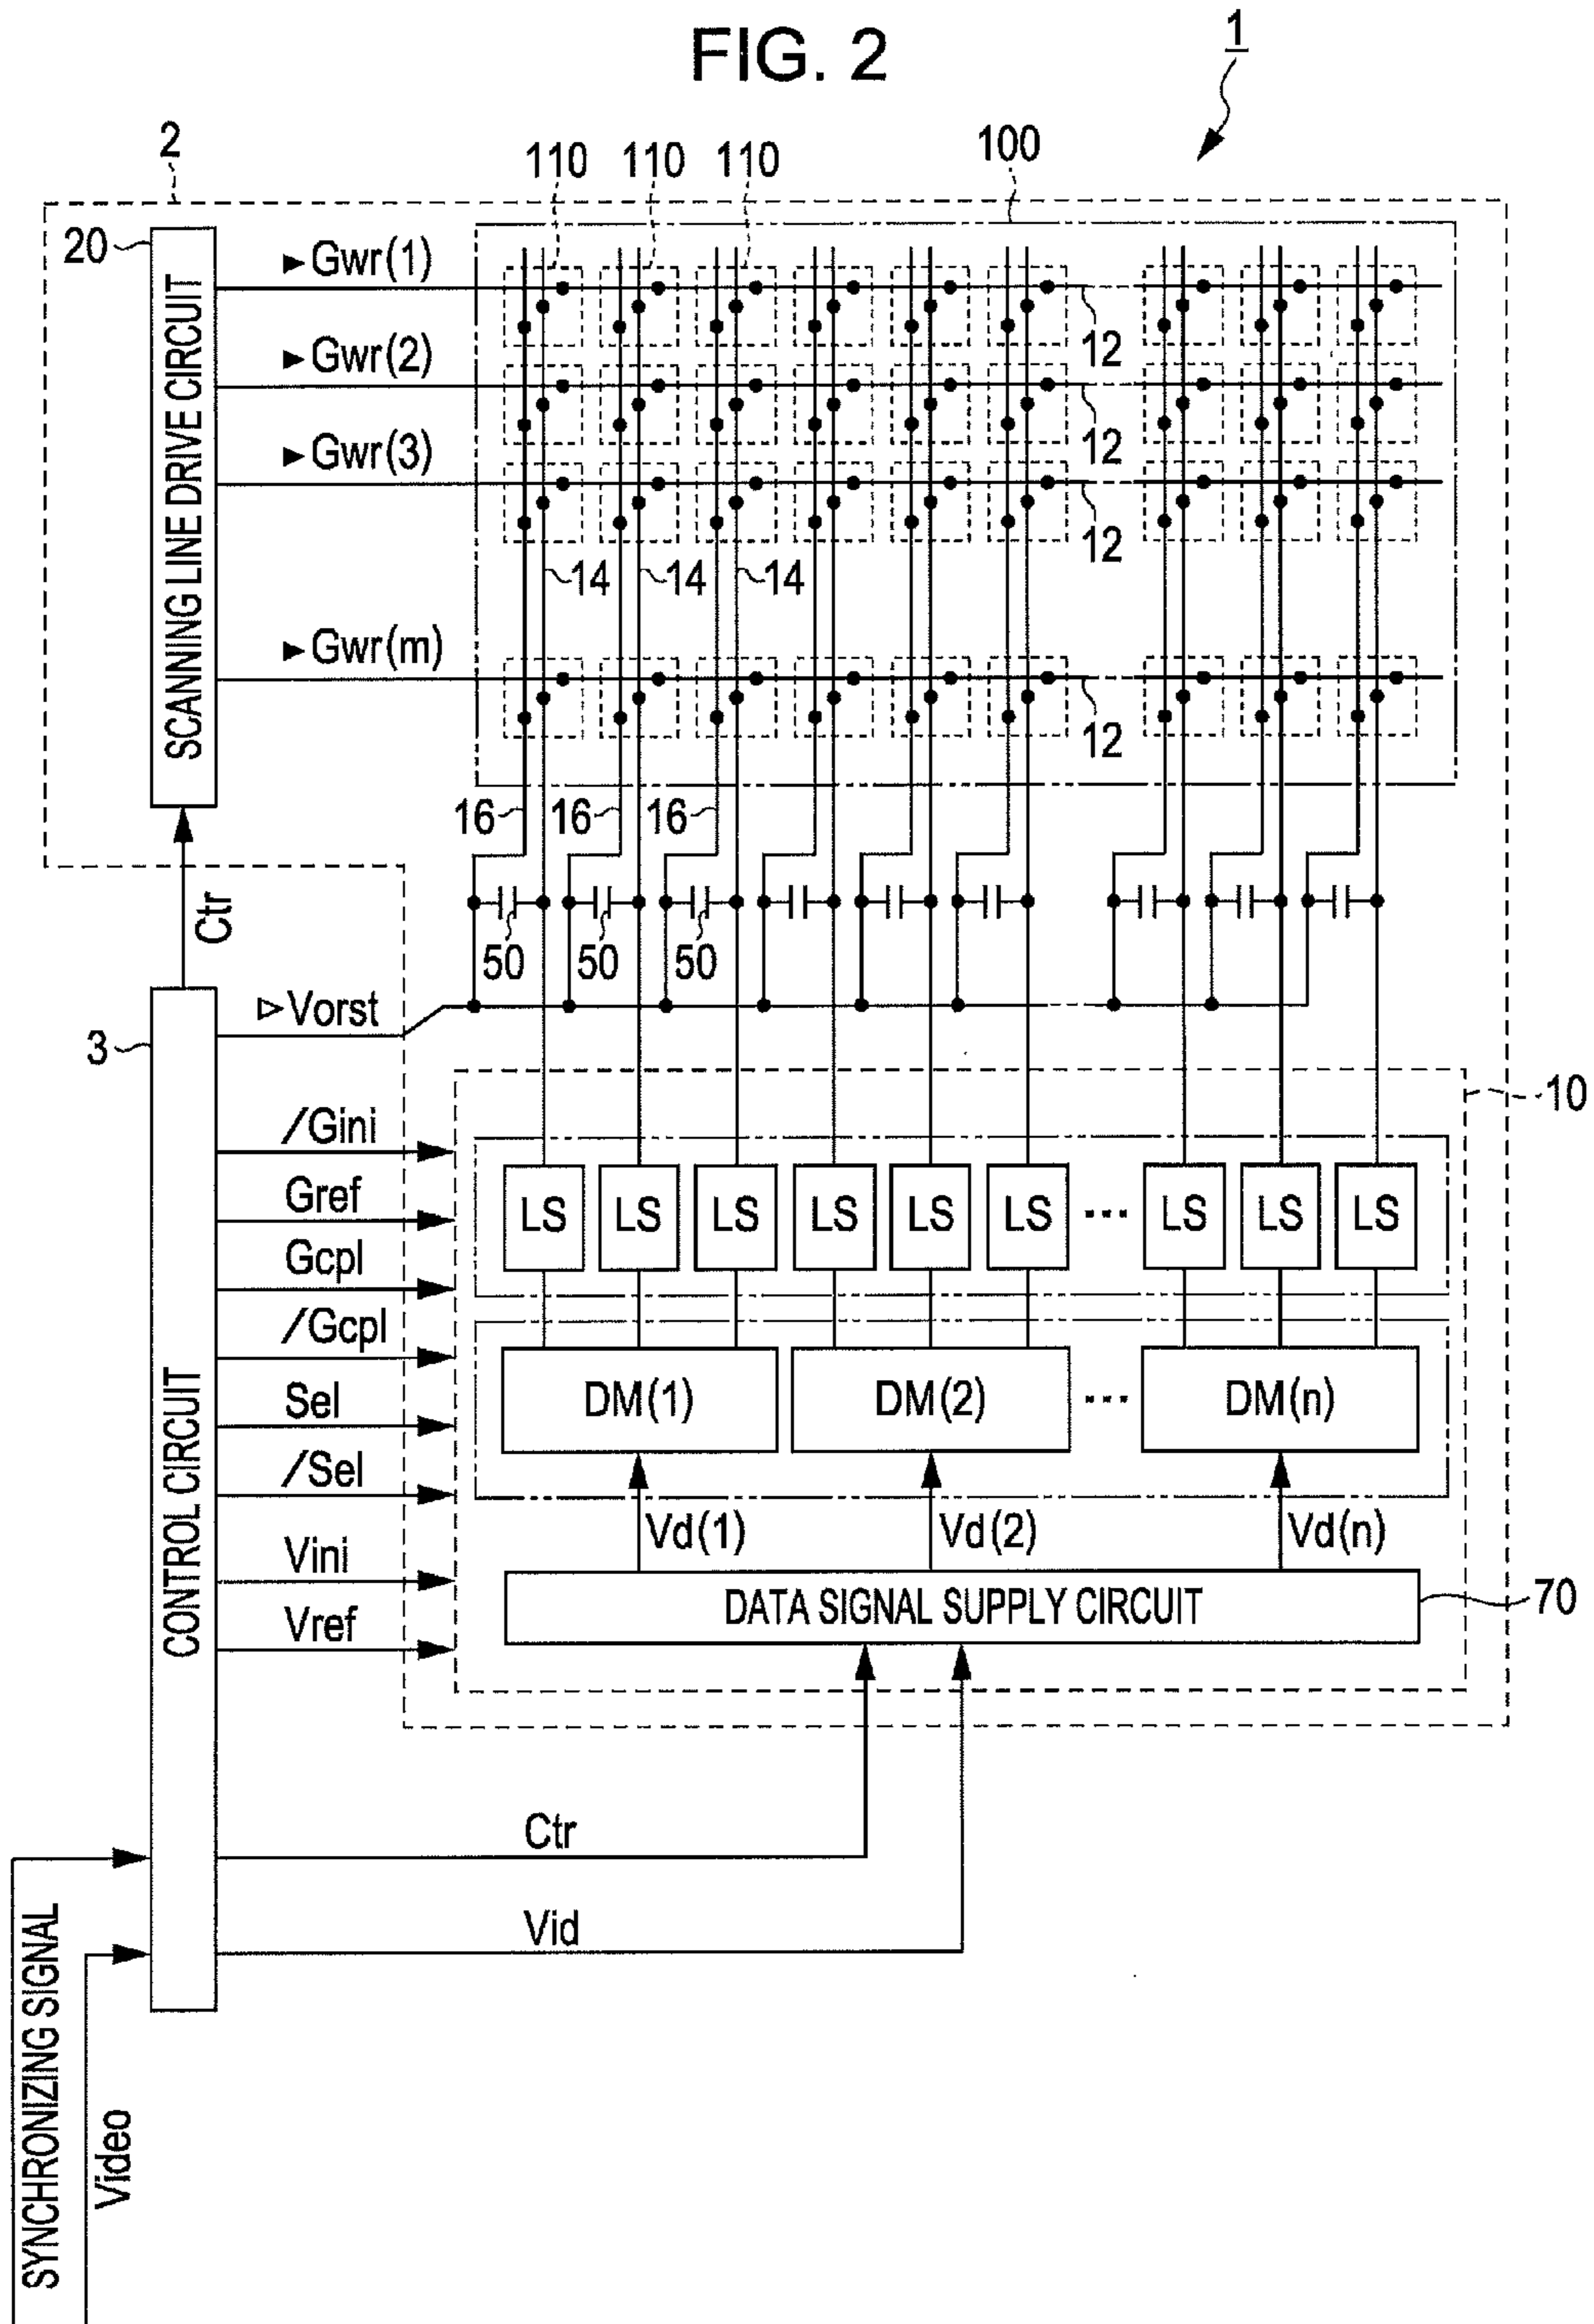 FIG. 2
1
2
110 110 110
100
20
SCANNING LINE DRIVE CIRCUIT
►Gwr(1)
12
►Gwr(2)
12
►Gwr(3)
12
14 14 14
►Gwr(m)
12
16 16 16
Ctr
50 50 50
▷Vorst
3
CONTROL CIRCUIT
10
/Gini
Gref
Gcpl
/Gcpl
Sel
/Sel
Vini
Vref
LS LS LS LS LS LS ... LS LS LS
DM(1) DM(2) ... DM(n)
Vd(1) Vd(2) Vd(n)
DATA SIGNAL SUPPLY CIRCUIT
70
Ctr
Vid
SYNCHRONIZING SIGNAL
Video